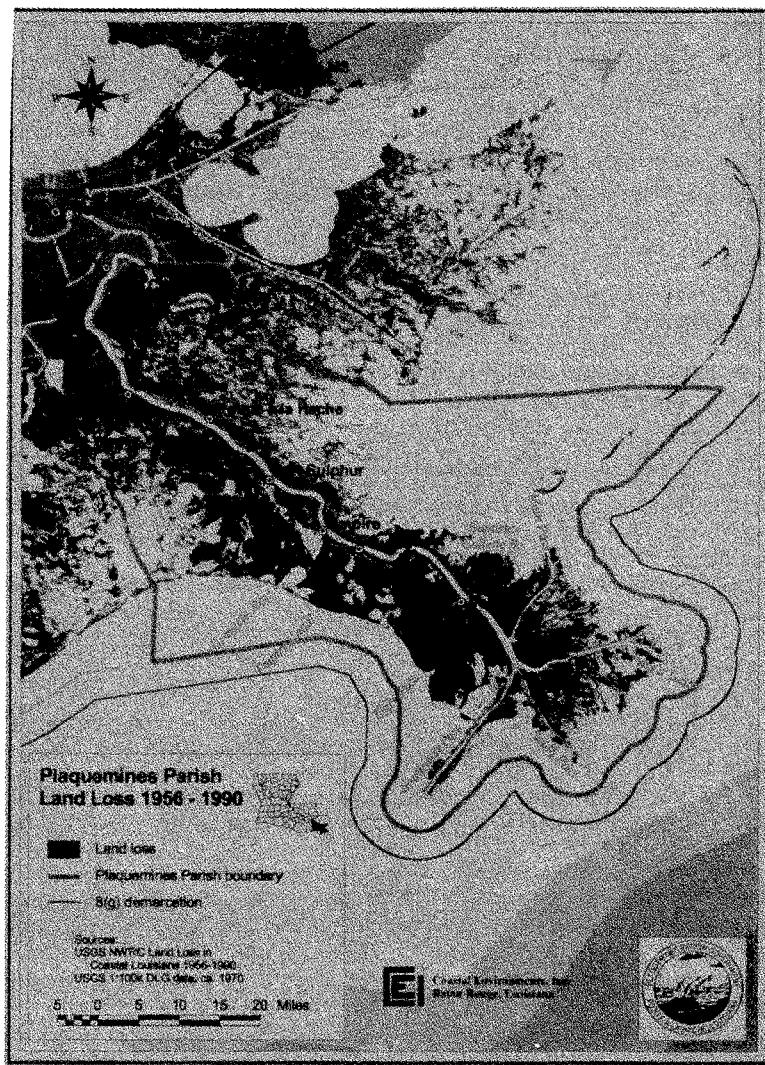 Hache
Sulphur
Plaquemines Parish
Land Loss 1956 - 1990
Land loss
Plaquemines Parish boundary
8(g) demarcation
Sources:
USGS NWRC Land Loss in
Coastal Louisiana 1956-1990
USGS 1:100k DLG data, ca. 1970
5 0 5 10 15 20 Miles
Coastal Environments, Inc.
Baton Rouge, Louisiana